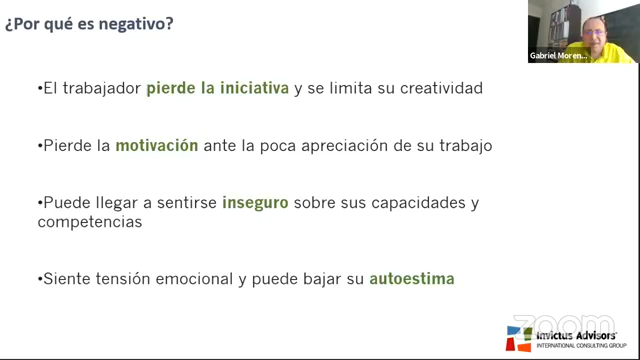 ¿Por qué es negativo?
Gabriel Moren...
•El trabajador pierde la iniciativa y se limita su creatividad
•Pierde la motivación ante la poca apreciación de su trabajo
•Puede llegar a sentirse inseguro sobre sus capacidades y
competencias
•Siente tensión emocional y puede bajar su autoestima
zoom
Invictus Advisors
INTERNATIONAL CONSULTING GROUP